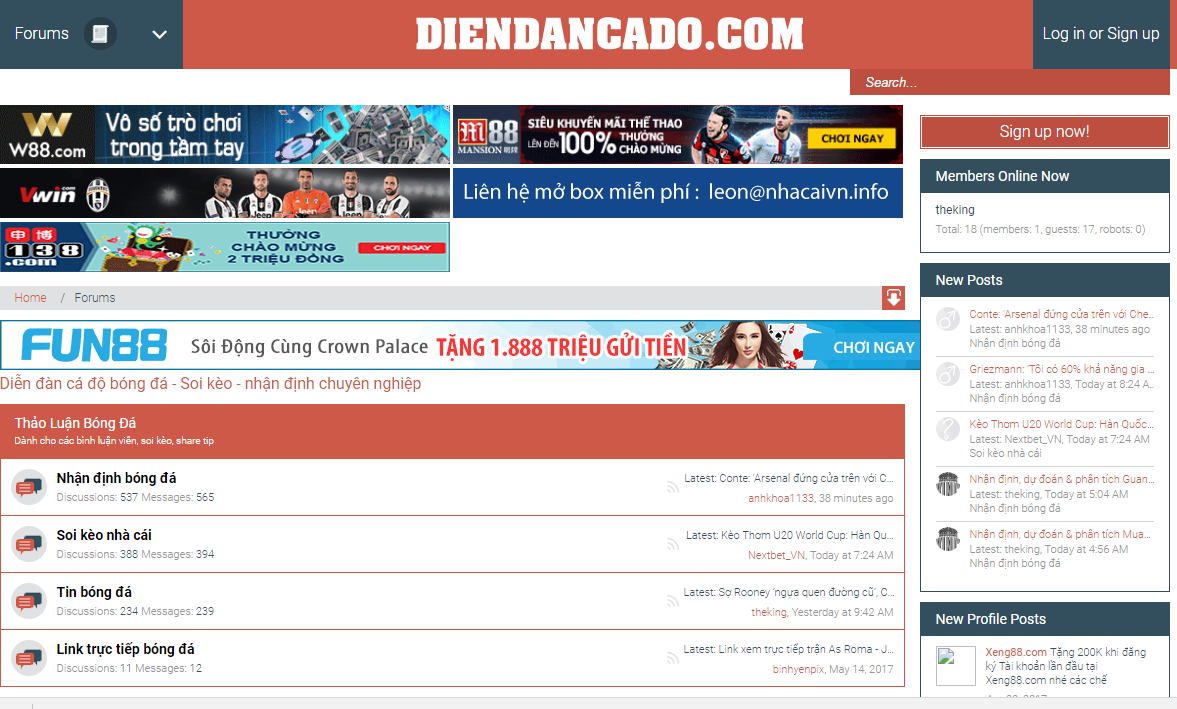 Forums
DIENDANCADO.COM
Log in or Sign up
Search...
W88.com
Vô số trò chơi
trong tầm tay
M88
MANSION 明陞
SIÊU KHUYẾN MÃI THỂ THAO
LÊN ĐẾN 100% THƯỞNG
CHÀO MỪNG
CHƠI NGAY
Vwin.com
Jeep
Liên hệ mở box miễn phí : leon@nhacaivn.info
申博
138
.com
THƯỞNG
CHÀO MỪNG
2 TRIỆU ĐỒNG
CHƠI NGAY
Home / Forums
FUN88
Sôi Động Cùng Crown Palace TẶNG 1.888 TRIỆU GỬI TIỀN
CHƠI NGAY
Diễn đàn cá độ bóng đá - Soi kèo - nhận định chuyên nghiệp
Thảo Luận Bóng Đá
Dành cho các bình luận viên, soi kèo, share tip
Nhận định bóng đá
Discussions: 537 Messages: 565
Latest: Conte: 'Arsenal đứng cửa trên với C...
anhkhoa1133, 38 minutes ago
Soi kèo nhà cái
Discussions: 388 Messages: 394
Latest: Kèo Thơm U20 World Cup: Hàn Qu...
Nextbet_VN, Today at 7:24 AM
Tin bóng đá
Discussions: 234 Messages: 239
Latest: Sợ Rooney 'ngựa quen đường cũ', C...
theking, Yesterday at 9:42 AM
Link trực tiếp bóng đá
Discussions: 11 Messages: 12
Latest: Link xem trực tiếp trận As Roma - J...
binhyenpix, May 14, 2017
Sign up now!
Members Online Now
theking
Total: 18 (members: 1, guests: 17, robots: 0)
New Posts
Conte: 'Arsenal đứng cửa trên với Che...
Latest: anhkhoa1133, 38 minutes ago
Nhận định bóng đá
Griezmann: 'Tôi có 60% khả năng gia ...
Latest: anhkhoa1133, Today at 8:24 A...
Nhận định bóng đá
Kèo Thơm U20 World Cup: Hàn Quốc...
Latest: Nextbet_VN, Today at 7:24 AM
Soi kèo nhà cái
Nhận định, dự đoán & phân tích Guan...
Latest: theking, Today at 5:04 AM
Nhận định bóng đá
Nhận định, dự đoán & phân tích Mua...
Latest: theking, Today at 4:56 AM
Nhận định bóng đá
New Profile Posts
Xeng88.com Tặng 200K khi đăng
ký Tài khoản lần đầu tại
Xeng88.com nhé các chế